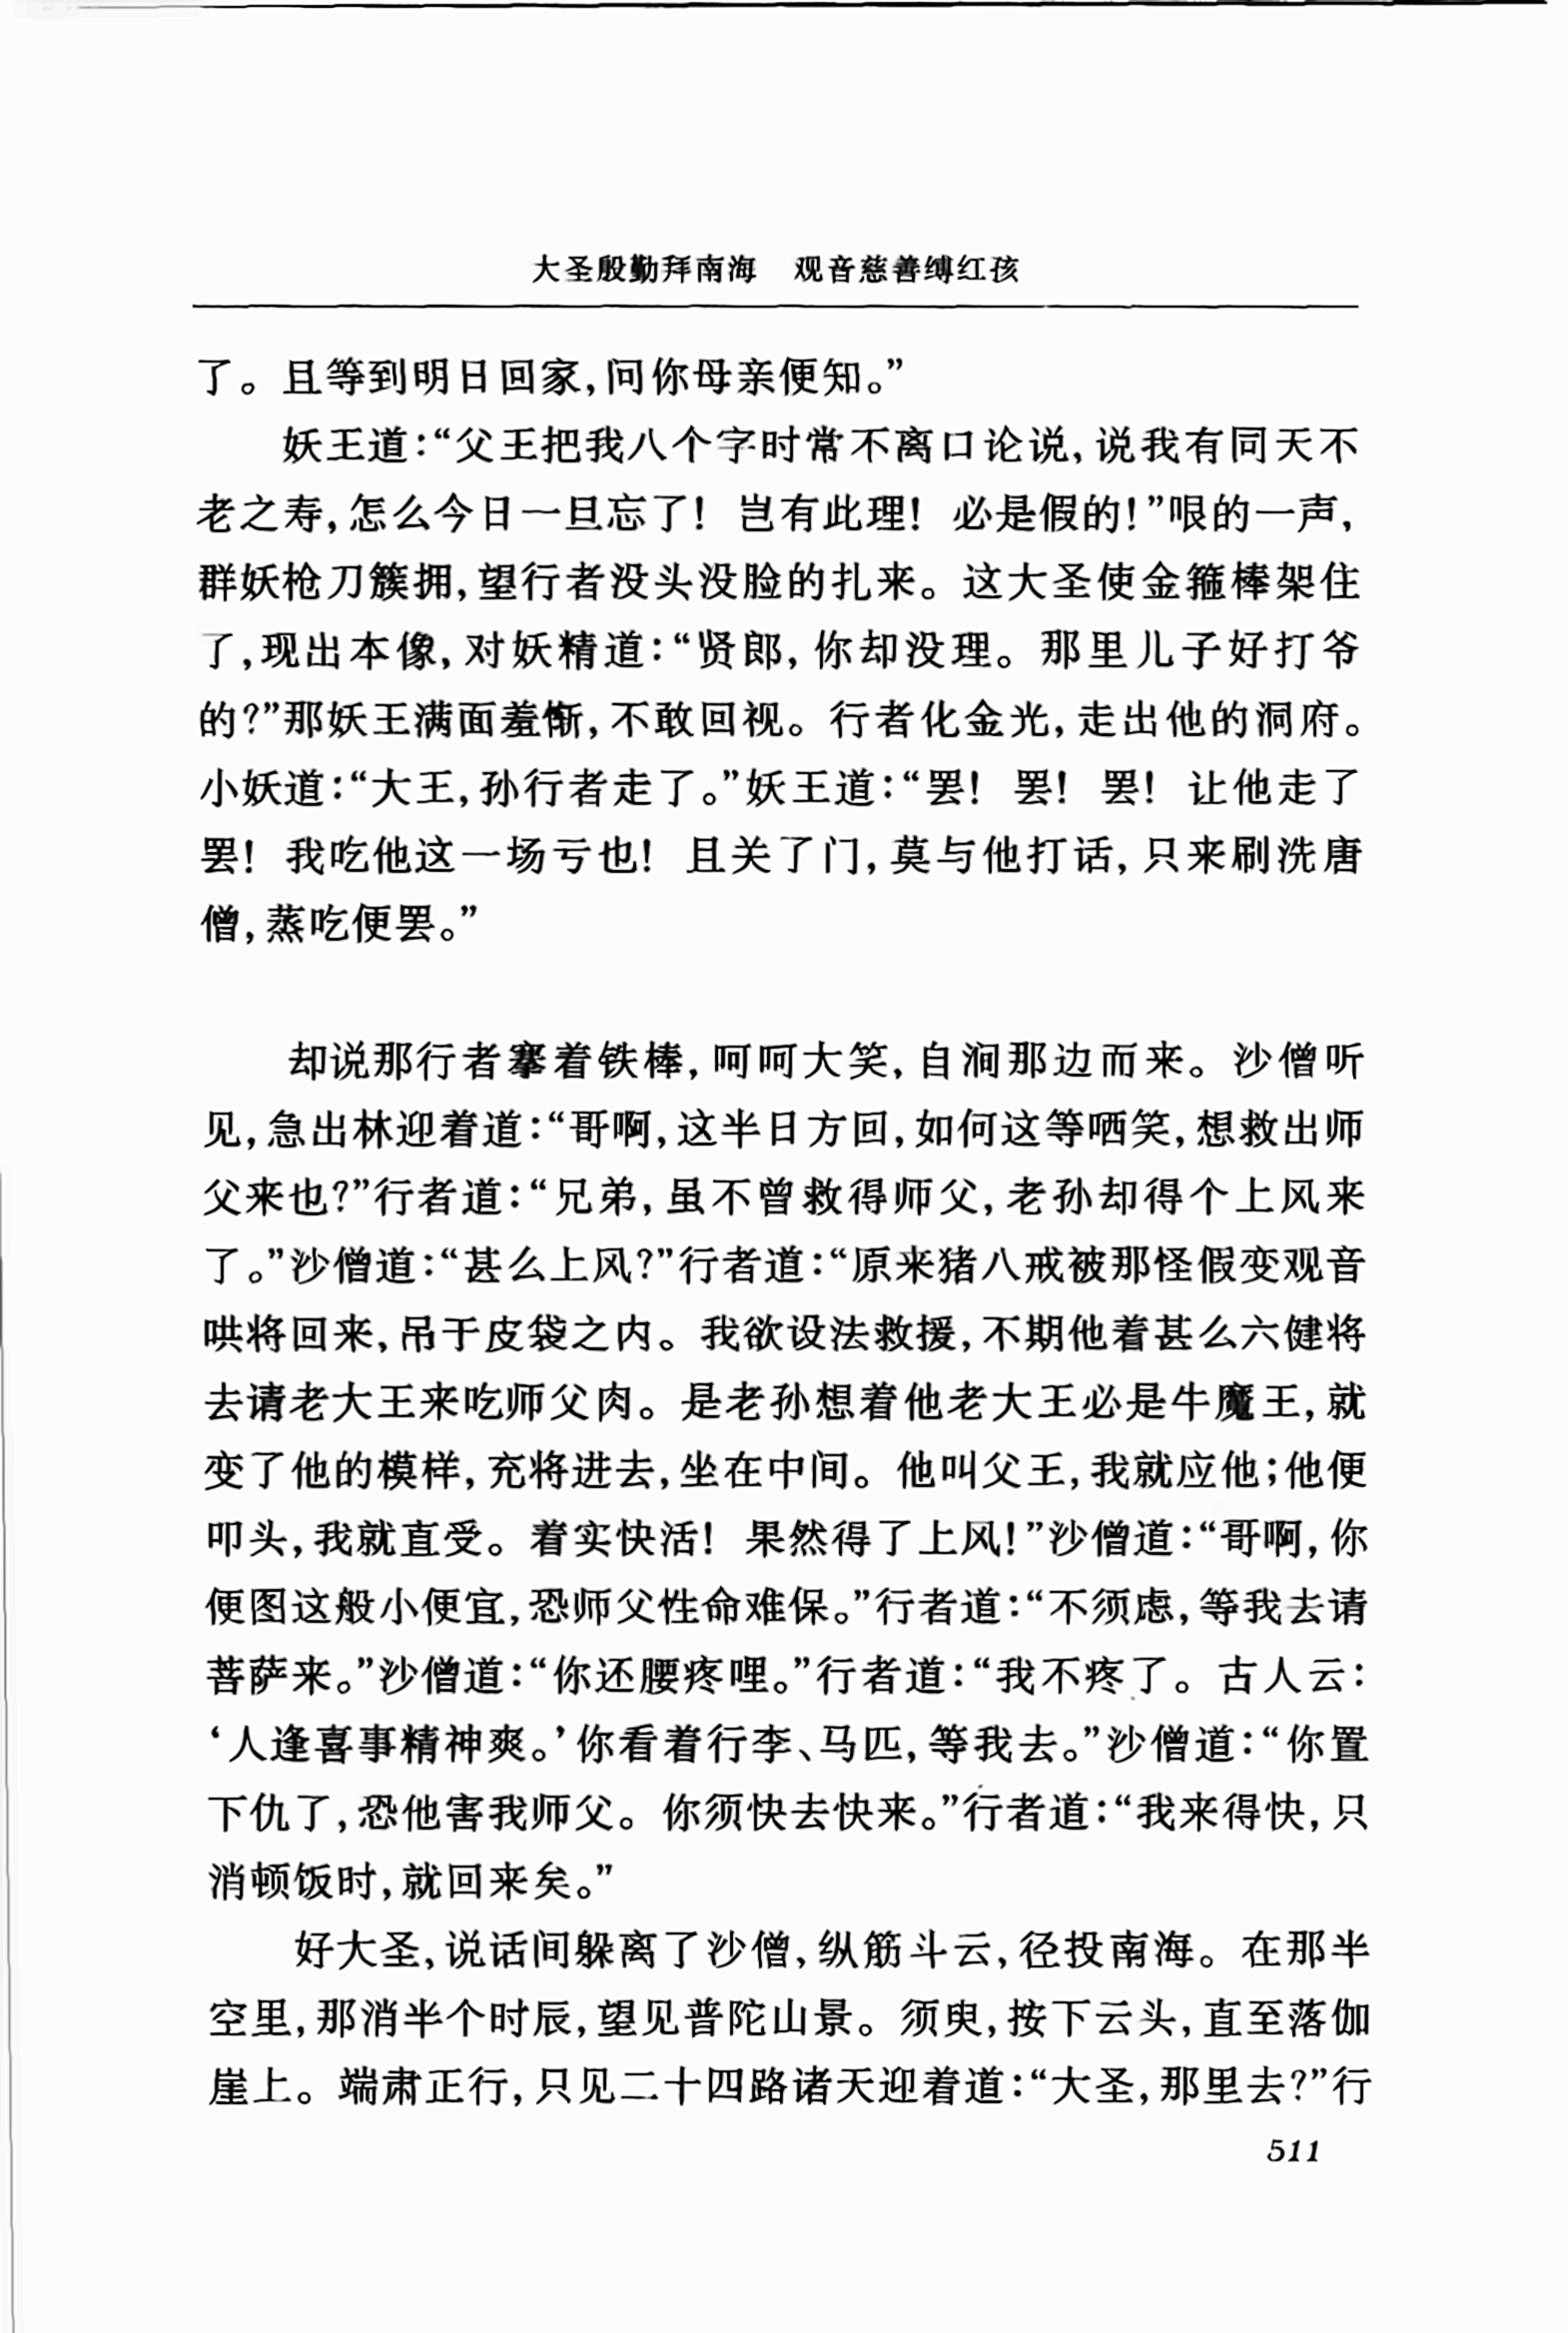 大圣殷勤拜南海　观音慈善缚红孩
了。且等到明日回家,问你母亲便知。”
妖王道:“父王把我八个字时常不离口论说,说我有同天不
老之寿,怎么今日一旦忘了! 岂有此理! 必是假的!”哏的一声,
群妖枪刀簇拥,望行者没头没脸的扎来。这大圣使金箍棒架住
了,现出本像,对妖精道:“贤郎,你却没理。那里儿子好打爷
的?”那妖王满面羞惭,不敢回视。行者化金光,走出他的洞府。
小妖道:“大王,孙行者走了。”妖王道:“罢! 罢! 罢! 让他走了
罢! 我吃他这一场亏也! 且关了门,莫与他打话,只来刷洗唐
僧,蒸吃便罢。”
却说那行者搴着铁棒,呵呵大笑,自涧那边而来。沙僧听
见,急出林迎着道:“哥啊,这半日方回,如何这等哂笑,想救出师
父来也?”行者道:“兄弟,虽不曾救得师父,老孙却得个上风来
了。”沙僧道:“甚么上风?”行者道:“原来猪八戒被那怪假变观音
哄将回来,吊于皮袋之内。我欲设法救援,不期他着甚么六健将
去请老大王来吃师父肉。是老孙想着他老大王必是牛魔王,就
变了他的模样,充将进去,坐在中间。他叫父王,我就应他;他便
叩头,我就直受。着实快活! 果然得了上风!”沙僧道:“哥啊,你
便图这般小便宜,恐师父性命难保。”行者道:“不须虑,等我去请
菩萨来。”沙僧道:“你还腰疼哩。”行者道:“我不疼了。古人云:
‘人逢喜事精神爽。’你看着行李、马匹,等我去。”沙僧道:“你置
下仇了,恐他害我师父。你须快去快来。”行者道:“我来得快,只
消顿饭时,就回来矣。”
好大圣,说话间躲离了沙僧,纵筋斗云,径投南海。在那半
空里,那消半个时辰,望见普陀山景。须臾,按下云头,直至落伽
崖上。端肃正行,只见二十四路诸天迎着道:“大圣,那里去?”行
511